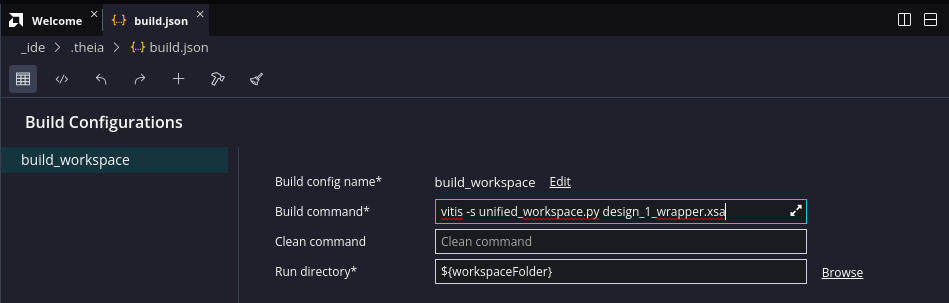 Welcome × {..} build.json ×
_ide > .theia > {..} build.json
</>
Build Configurations
build_workspace
Build config name* build_workspace Edit
Build command* vitis -s unified_workspace.py design_1_wrapper.xsa
Clean command Clean command
Run directory* ${workspaceFolder} Browse